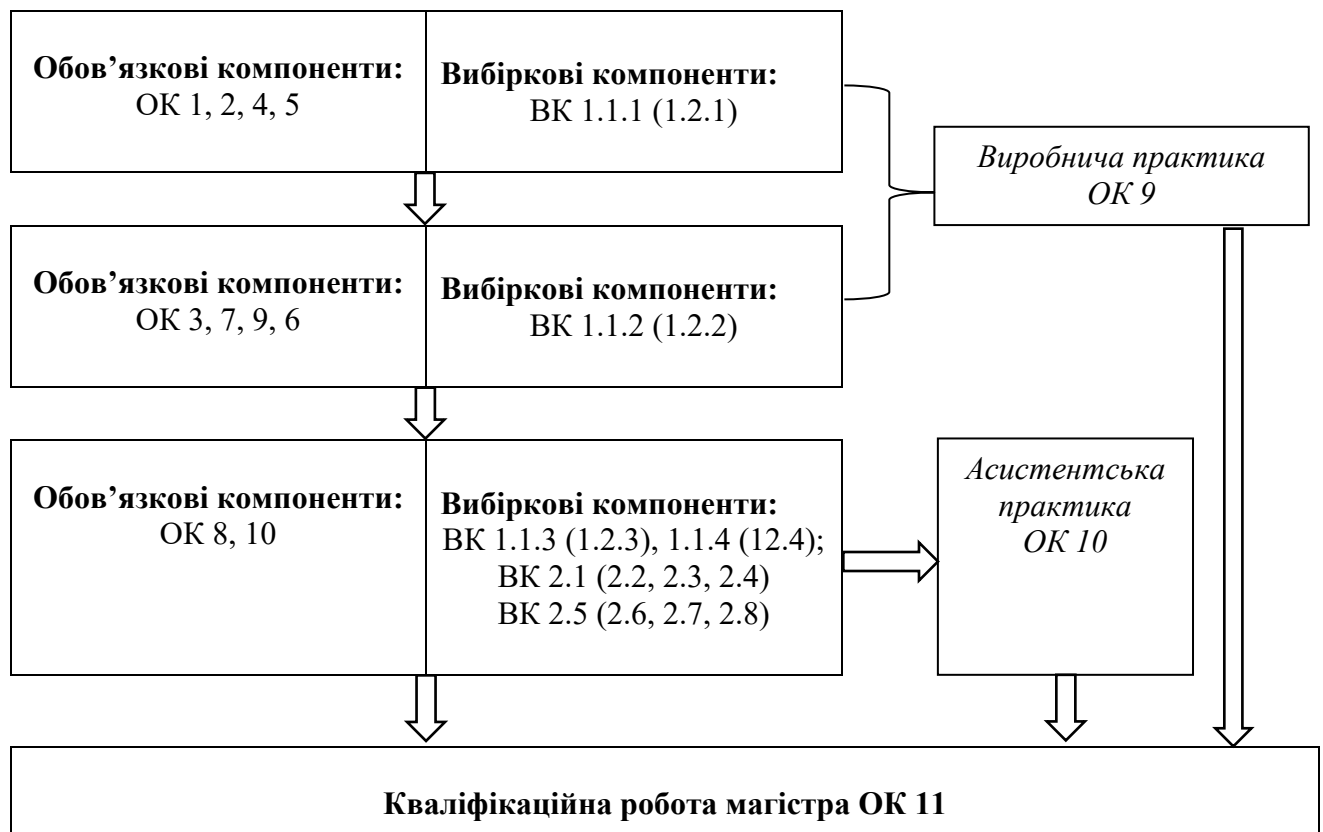 Обов’язкові компоненти:
ОК 1, 2, 4, 5
Вибіркові компоненти:
ВК 1.1.1 (1.2.1)
Виробнича практика
ОК 9
Обов’язкові компоненти:
ОК 3, 7, 9, 6
Вибіркові компоненти:
ВК 1.1.2 (1.2.2)
Обов’язкові компоненти:
ОК 8, 10
Вибіркові компоненти:
ВК 1.1.3 (1.2.3), 1.1.4 (12.4);
ВК 2.1 (2.2, 2.3, 2.4)
ВК 2.5 (2.6, 2.7, 2.8)
Асистентська
практика
ОК 10
Кваліфікаційна робота магістра ОК 11